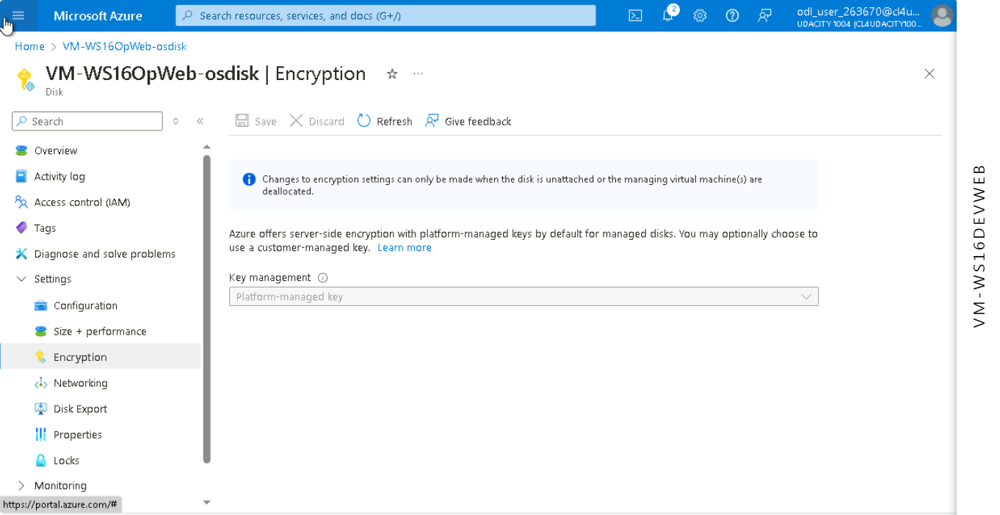 Microsoft Azure
Search resources, services, and docs (G+/)
2
odl_user_263670@cl4u...
UDACITY 1004 (CL4UDACITY100...
Home > VM-WS16OpWeb-osdisk
VM-WS16OpWeb-osdisk | Encryption
Disk
Search
Save
Discard
Refresh
Give feedback
Overview
Activity log
Access control (IAM)
Tags
Diagnose and solve problems
Settings
Configuration
Size + performance
Encryption
Networking
Disk Export
Properties
Locks
Monitoring
https://portal.azure.com/#
Changes to encryption settings can only be made when the disk is unattached or the managing virtual machine(s) are
deallocated.
Azure offers server-side encryption with platform-managed keys by default for managed disks. You may optionally choose to
use a customer-managed key. Learn more
Key management
Platform-managed key
VM-WS16DEVWEB